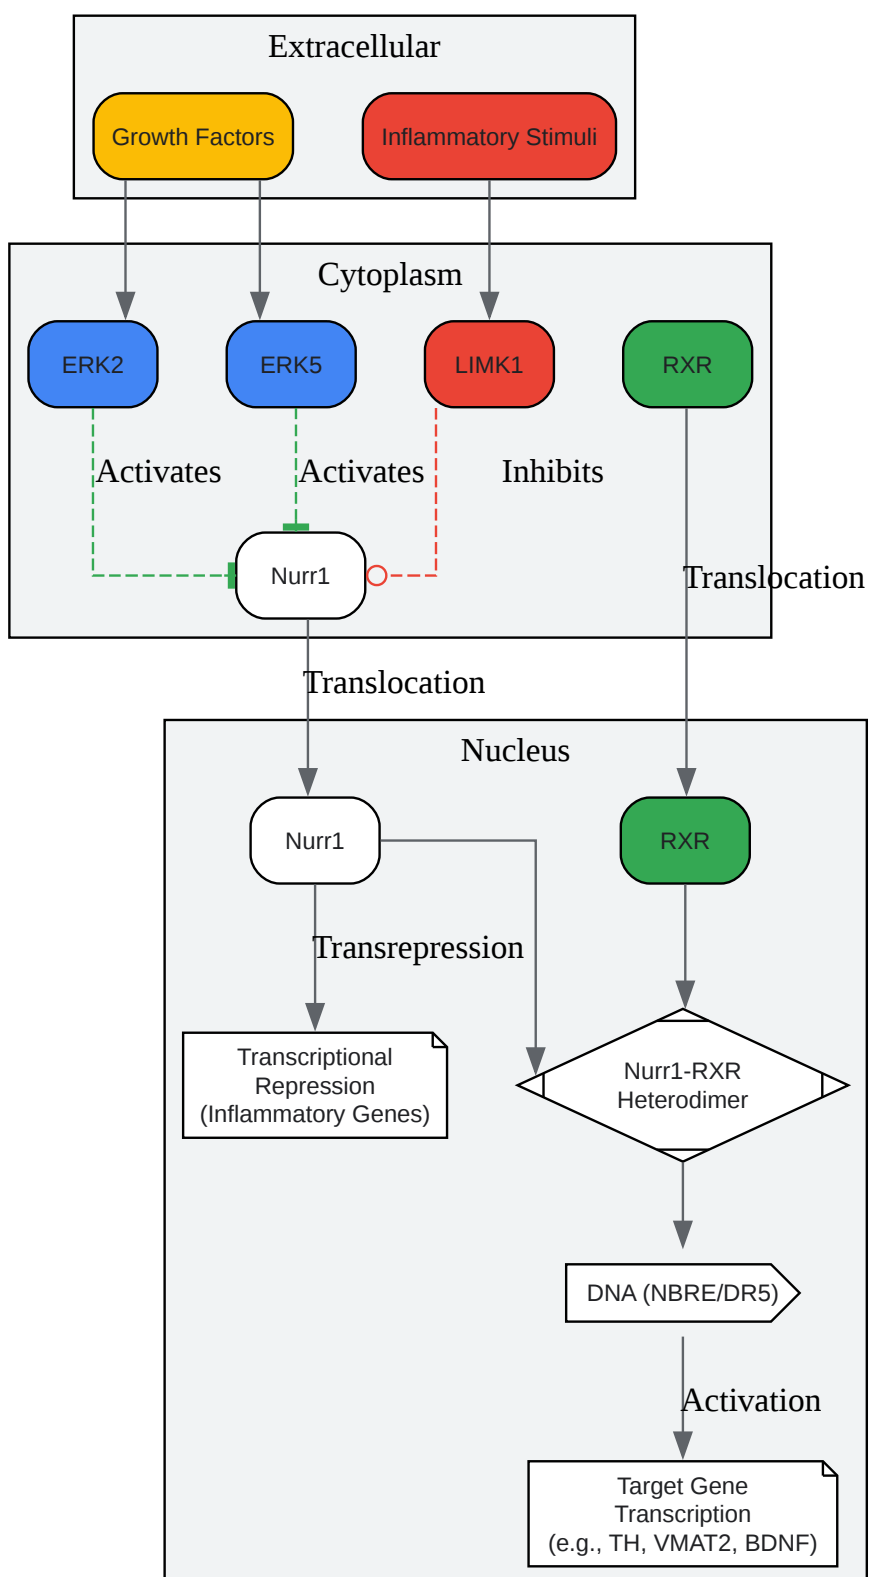 Extracellular
Growth Factors
Inflammatory Stimuli
Cytoplasm
ERK2
ERK5
LIMK1
RXR
Activates
Activates
Inhibits
Nurr1
Translocation
Translocation
Nucleus
Nurr1
RXR
Transrepression
Transcriptional
Repression
(Inflammatory Genes)
Nurr1-RXR
Heterodimer
DNA (NBRE/DR5)
Activation
Target Gene
Transcription
(e.g., TH, VMAT2, BDNF)